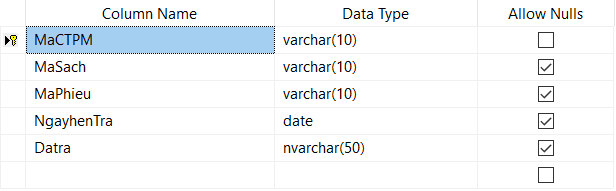 Column Name Data Type Allow Nulls
MaCTPM varchar(10)
MaSach varchar(10)
MaPhieu varchar(10)
NgayhenTra date
Datra nvarchar(50)